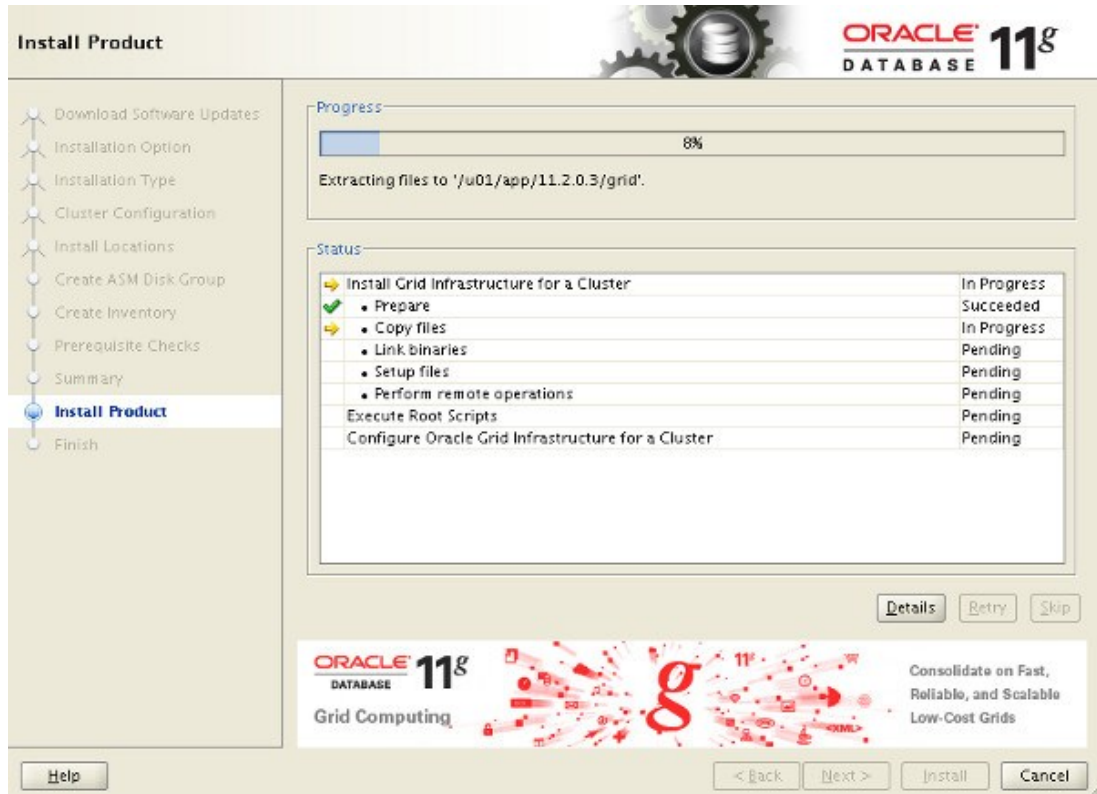 Install Product
ORACLE 11g
DATABASE
Download Software Updates
Installation Option
Installation Type
Cluster Configuration
Install Locations
Create ASM Disk Group
Create Inventory
Prerequisite Checks
Summary
Install Product
Finish
Progress
8%
Extracting files to '/u01/app/11.2.0.3/grid'.
Status
Install Grid Infrastructure for a Cluster In Progress
• Prepare Succeeded
• Copy files In Progress
• Link binaries Pending
• Setup files Pending
• Perform remote operations Pending
Execute Root Scripts Pending
Configure Oracle Grid Infrastructure for a Cluster Pending
Details Retry Skip
ORACLE 11g
DATABASE
Grid Computing
g
11g
<XML>
Consolidate on Fast,
Reliable, and Scalable
Low-Cost Grids
Help < Back Next > Install Cancel